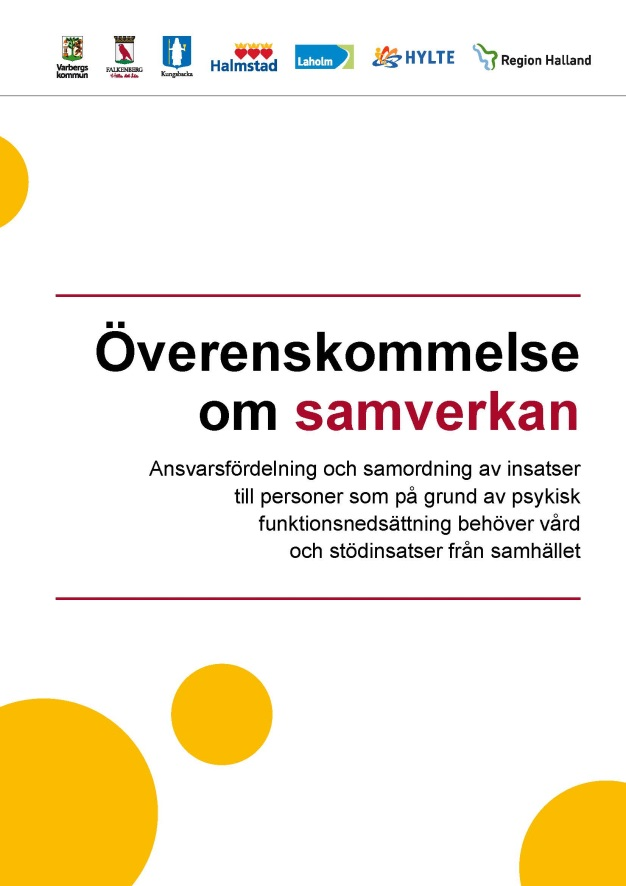 Varbergs kommun
FALKENBERG
Kungsbacka
Halmstad
Laholm
HYLTE
Region Halland
Överenskommelse
om samverkan
Ansvarsfördelning och samordning av insatser
till personer som på grund av psykisk
funktionsnedsättning behöver vård
och stödinsatser från samhället